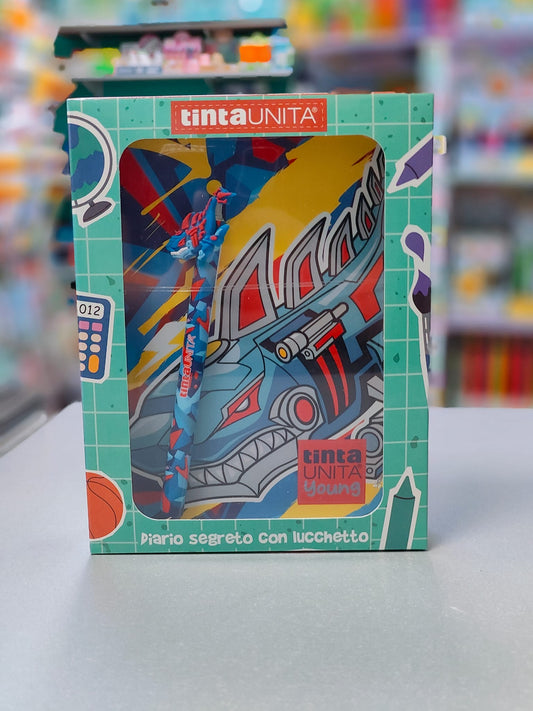 tintaUNITA®
012
tintaUNITA
tinta
UNITA®
Young
Diario segreto con lucchetto